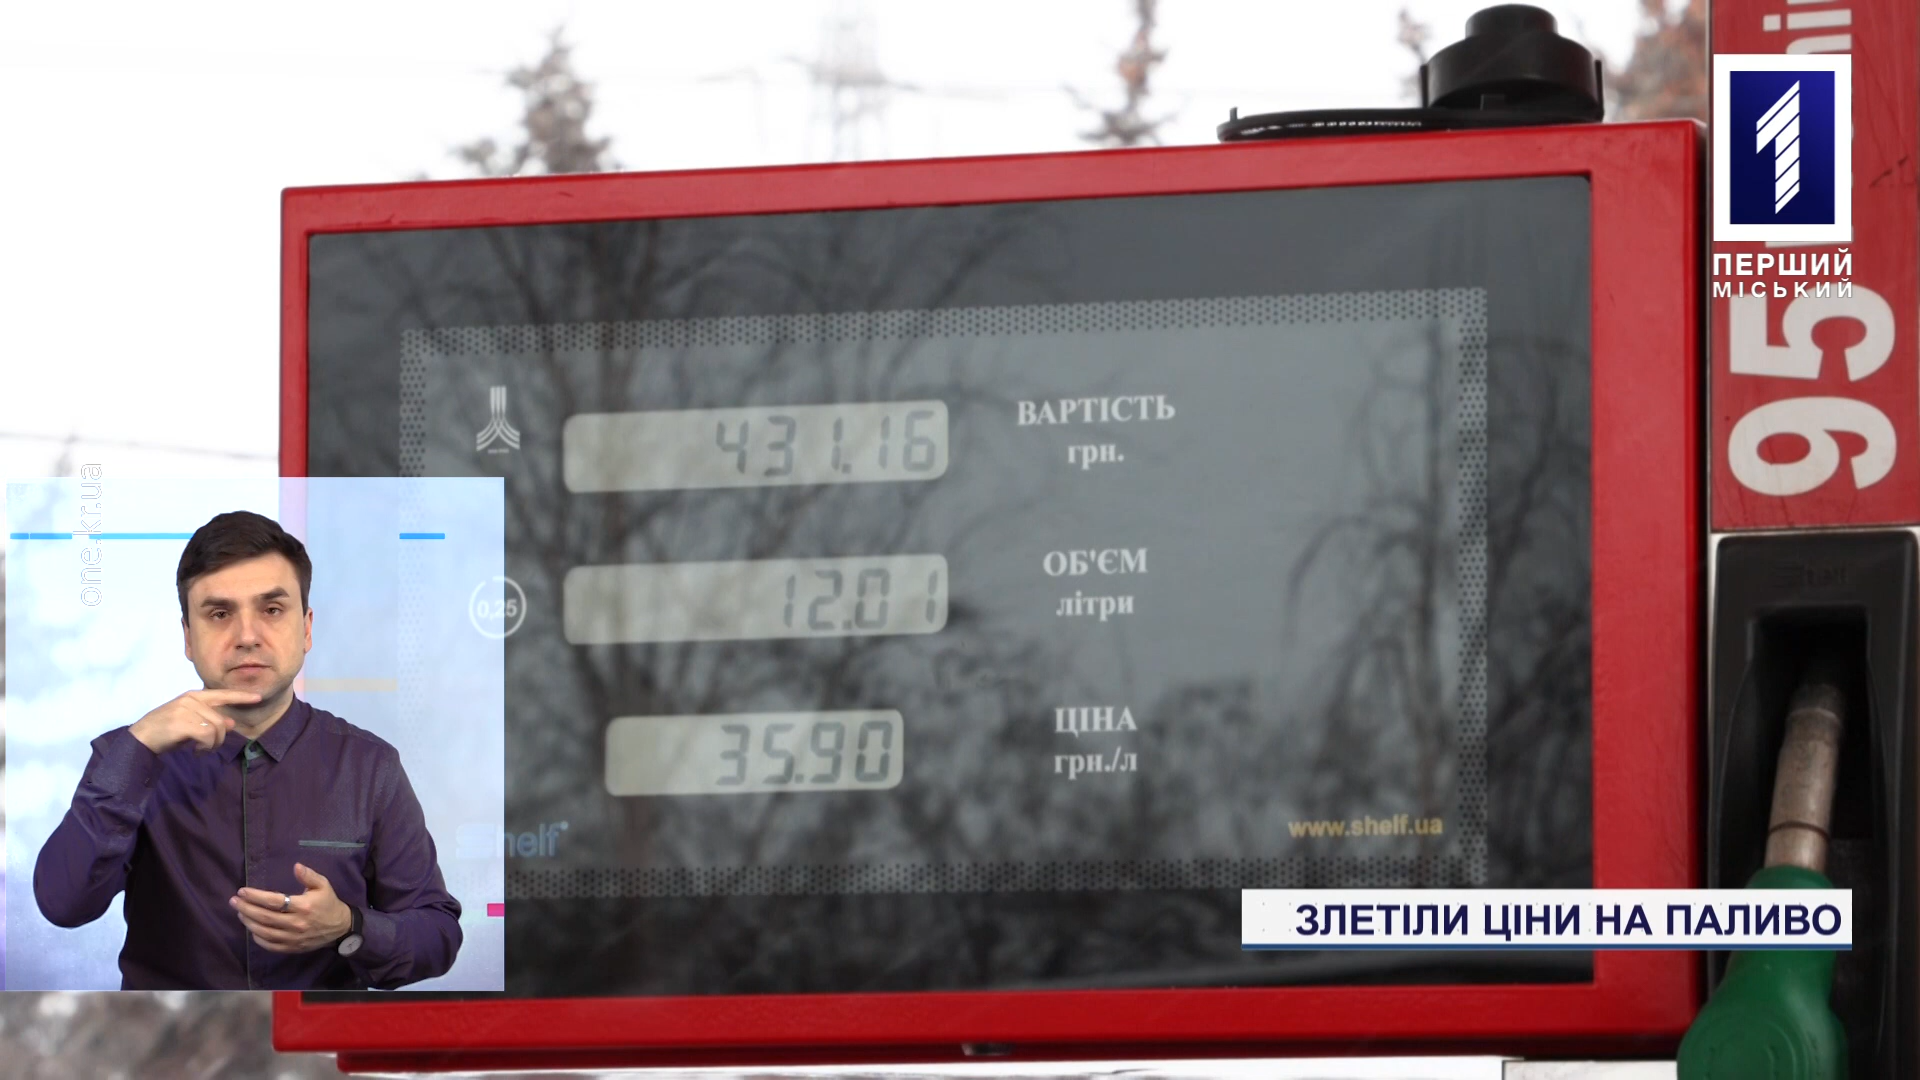 ПЕРШИЙ
МІСЬКИЙ
95
431.16
ВАРТІСТЬ
грн.
one.kr.ua
0,25
12.01
ОБ'ЄМ
літри
35.90
ЦІНА
грн./л
Shelf
www.shelf.ua
ЗЛЕТІЛИ ЦІНИ НА ПАЛИВО